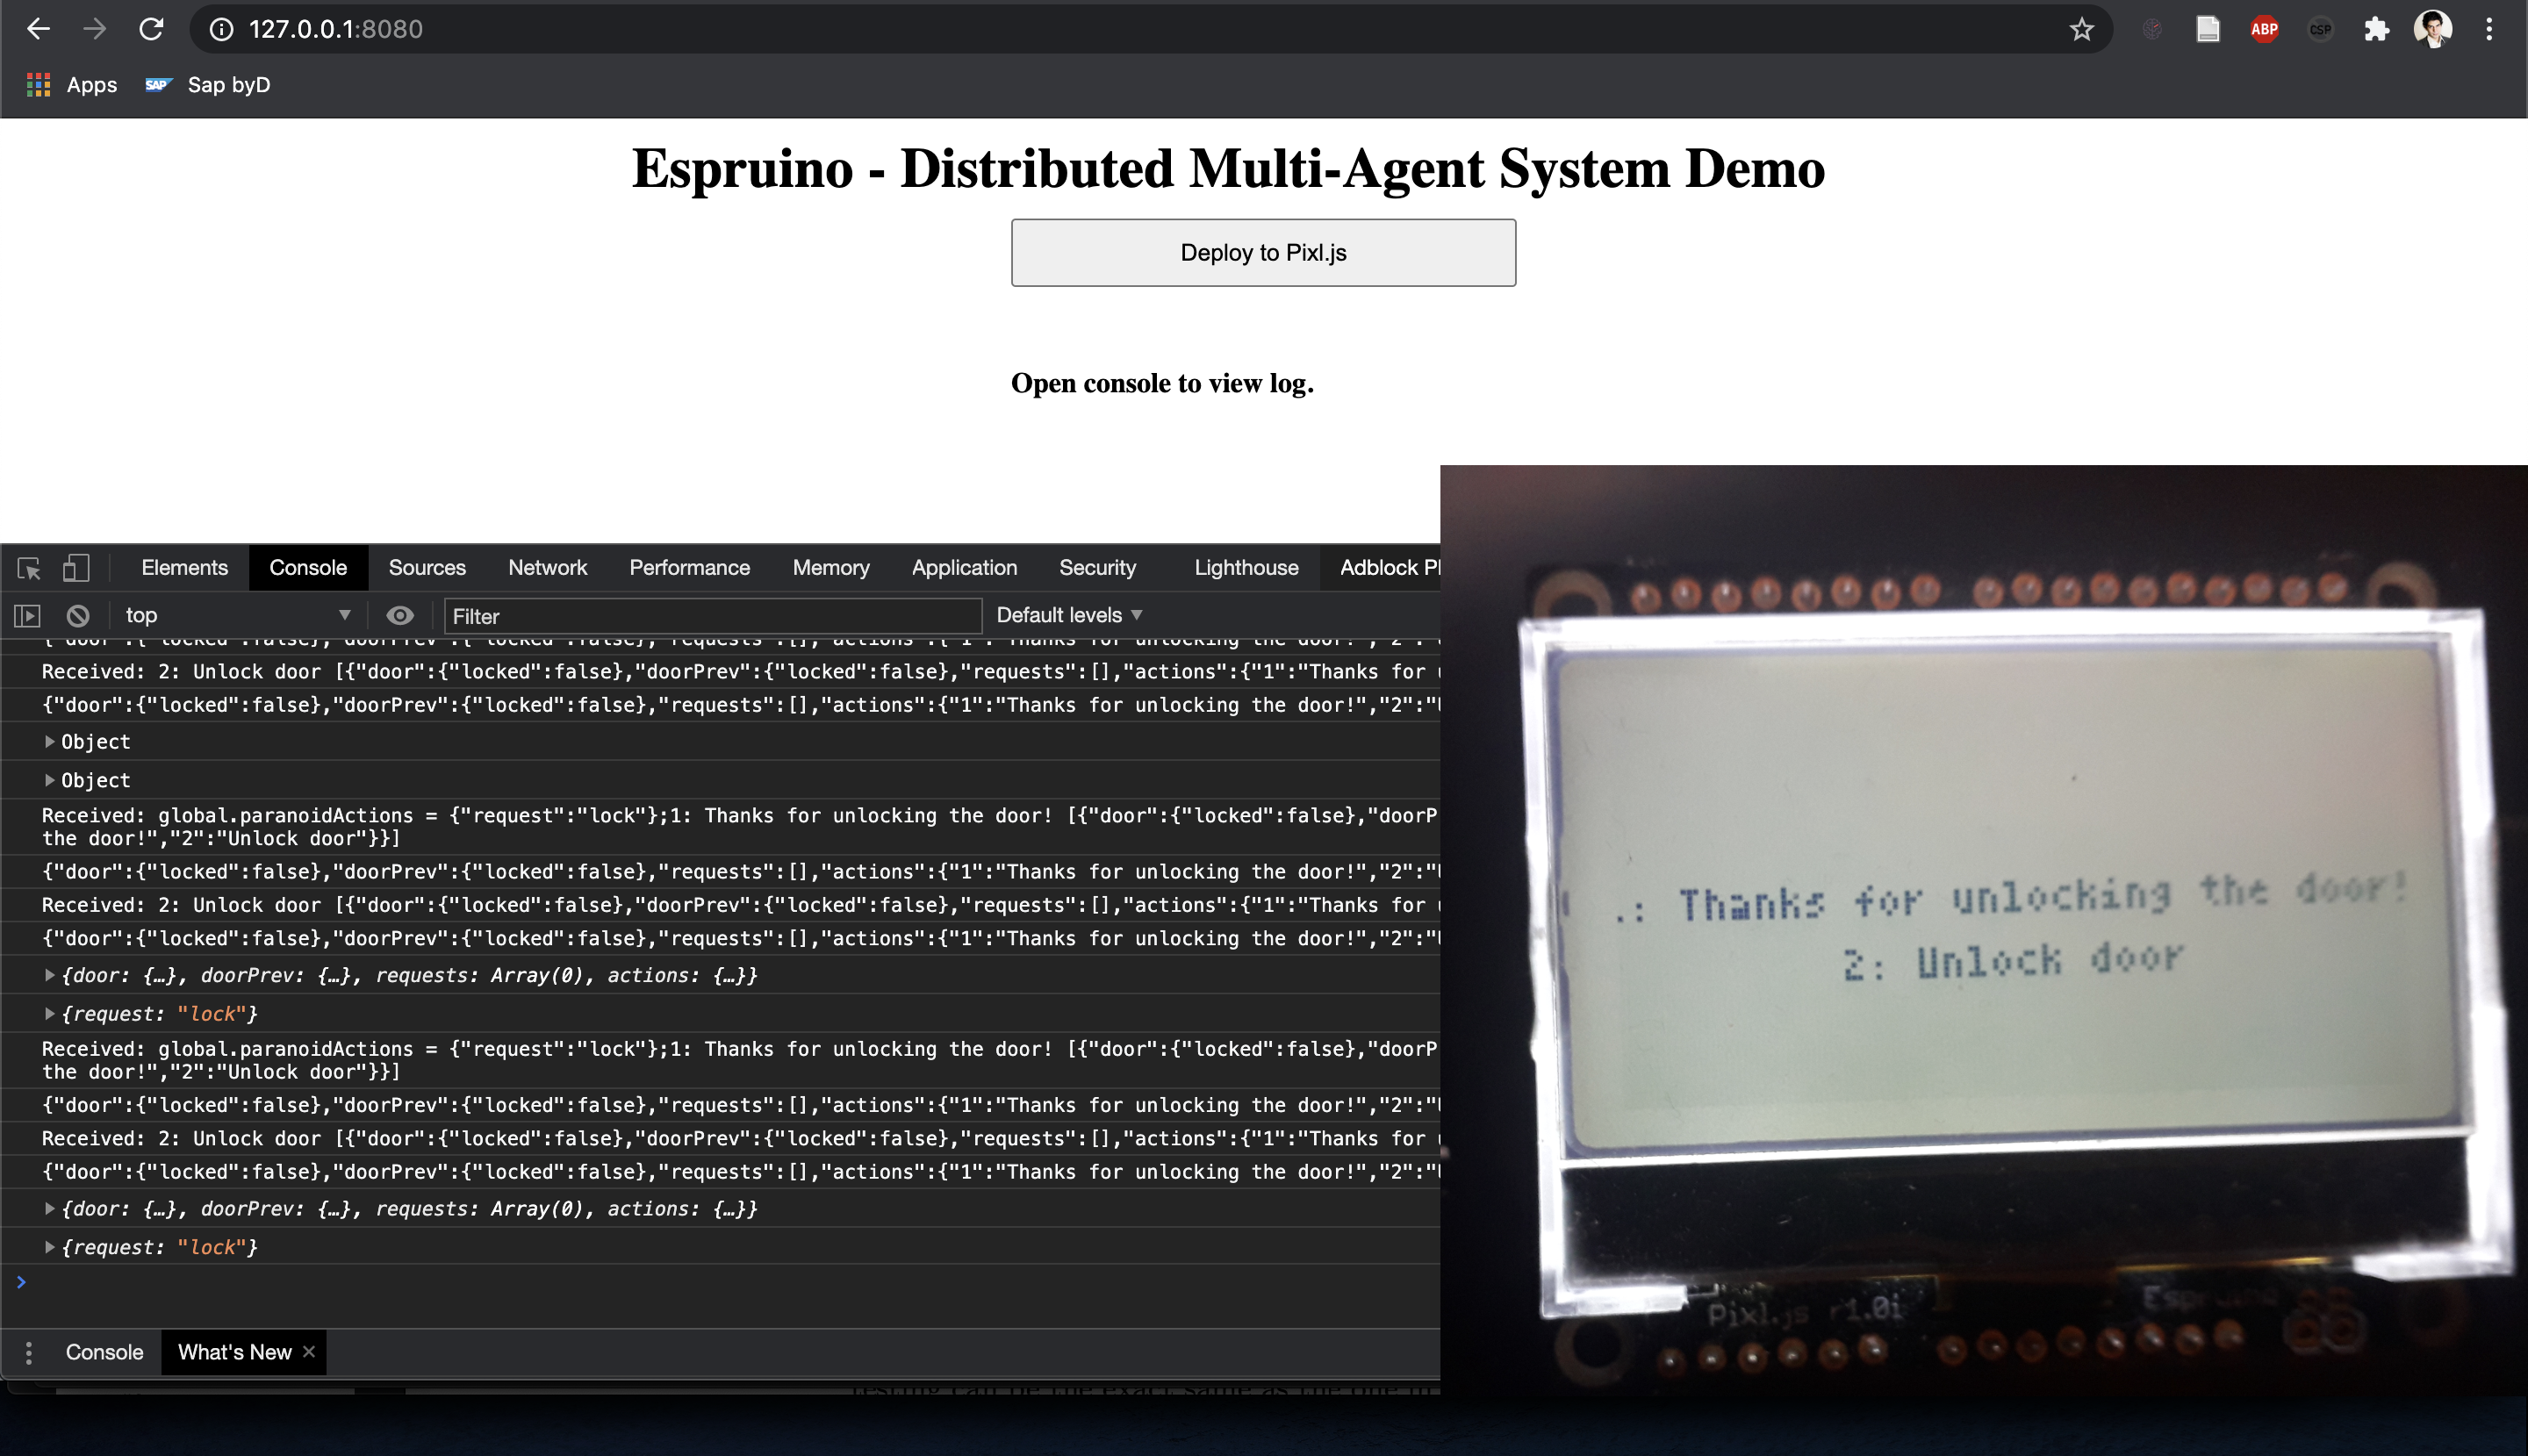 127.0.0.1:8080
ABP
CSP
Apps
SAP
Sap byD
Espruino - Distributed Multi-Agent System Demo
Deploy to Pixl.js
Open console to view log.
Elements Console Sources Network Performance Memory Application Security Lighthouse Adblock
top
Filter
Default levels
Received: 2: Unlock door [{"door":{"locked":false},"doorPrev":{"locked":false},"requests":[],"actions":{"1":"Thanks for
{"door":{"locked":false},"doorPrev":{"locked":false},"requests":[],"actions":{"1":"Thanks for unlocking the door!","2":"
Object
Object
Received: global.paranoidActions = {"request":"lock"};1: Thanks for unlocking the door! [{"door":{"locked":false},"doorP
the door!","2":"Unlock door"}}]
{"door":{"locked":false},"doorPrev":{"locked":false},"requests":[],"actions":{"1":"Thanks for unlocking the door!","2":"
Received: 2: Unlock door [{"door":{"locked":false},"doorPrev":{"locked":false},"requests":[],"actions":{"1":"Thanks for
{"door":{"locked":false},"doorPrev":{"locked":false},"requests":[],"actions":{"1":"Thanks for unlocking the door!","2":"
{door: {…}, doorPrev: {…}, requests: Array(0), actions: {…}}
{request: "lock"}
Received: global.paranoidActions = {"request":"lock"};1: Thanks for unlocking the door! [{"door":{"locked":false},"doorP
the door!","2":"Unlock door"}}]
{"door":{"locked":false},"doorPrev":{"locked":false},"requests":[],"actions":{"1":"Thanks for unlocking the door!","2":"
Received: 2: Unlock door [{"door":{"locked":false},"doorPrev":{"locked":false},"requests":[],"actions":{"1":"Thanks for
{"door":{"locked":false},"doorPrev":{"locked":false},"requests":[],"actions":{"1":"Thanks for unlocking the door!","2":"
{door: {…}, doorPrev: {…}, requests: Array(0), actions: {…}}
{request: "lock"}
Console What's New
.: Thanks for unlocking the door!
2: Unlock door
Pixl.js r1.0i